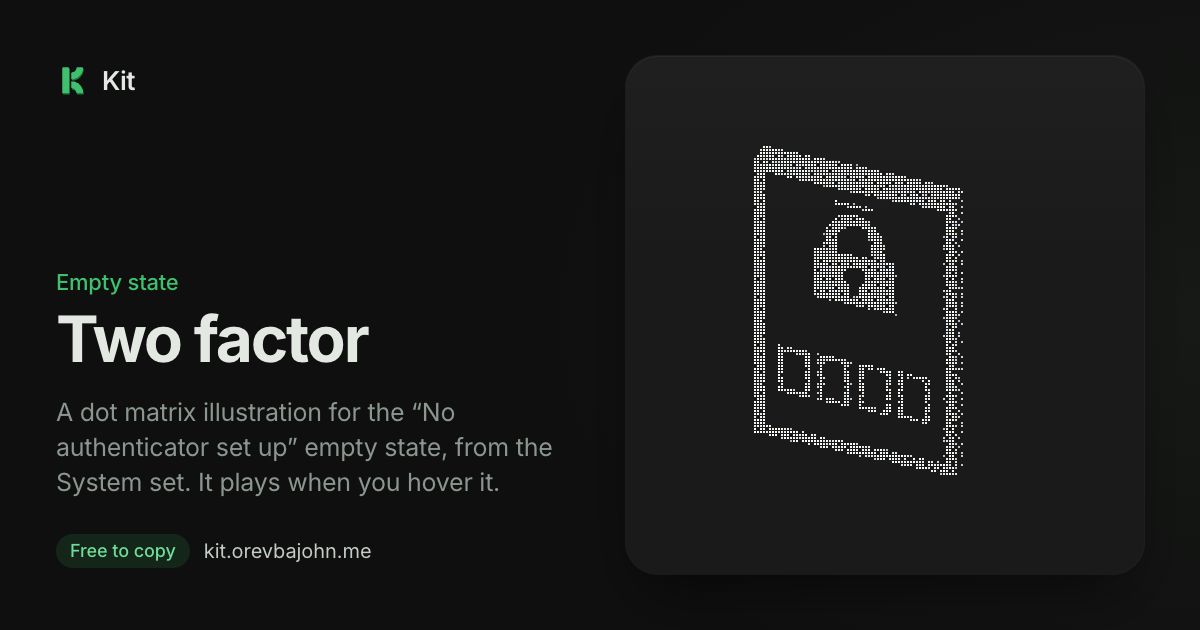 Kit
Empty state
Two factor
A dot matrix illustration for the “No
authenticator set up” empty state, from the
System set. It plays when you hover it.
Free to copy
kit.orevbajohn.me